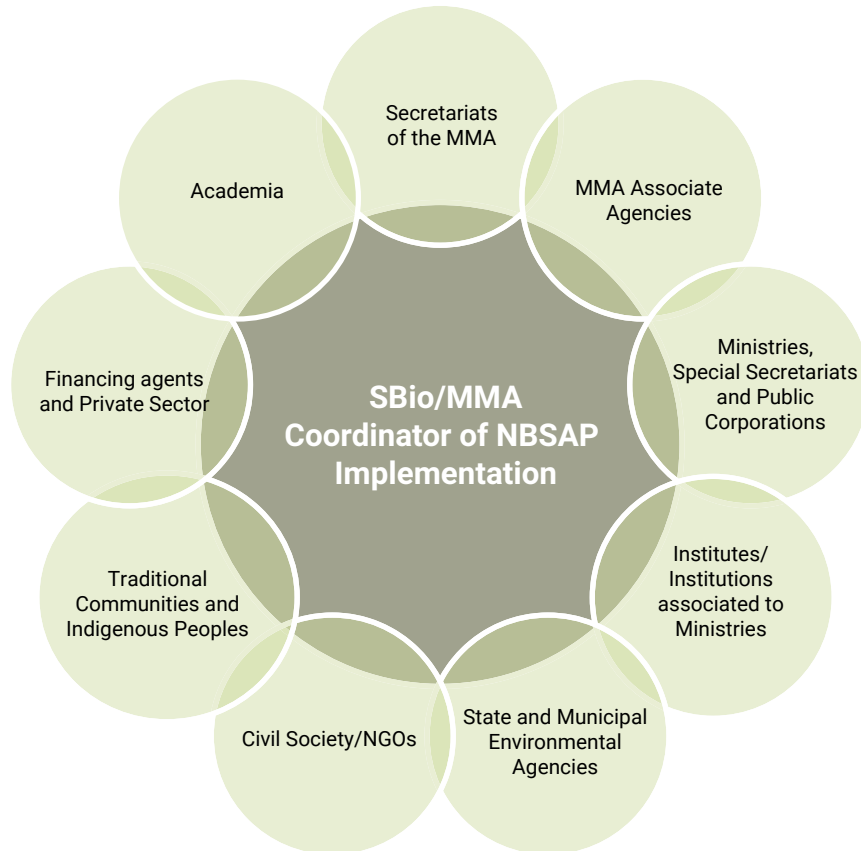 Secretariats
of the MMA
MMA Associate
Agencies
Ministries,
Special Secretariats
and Public
Corporations
Institutes/
Institutions
associated to
Ministries
State and Municipal
Environmental
Agencies
Civil Society/NGOs
Traditional
Communities and
Indigenous Peoples
Financing agents
and Private Sector
Academia
SBio/MMA
Coordinator of NBSAP
Implementation